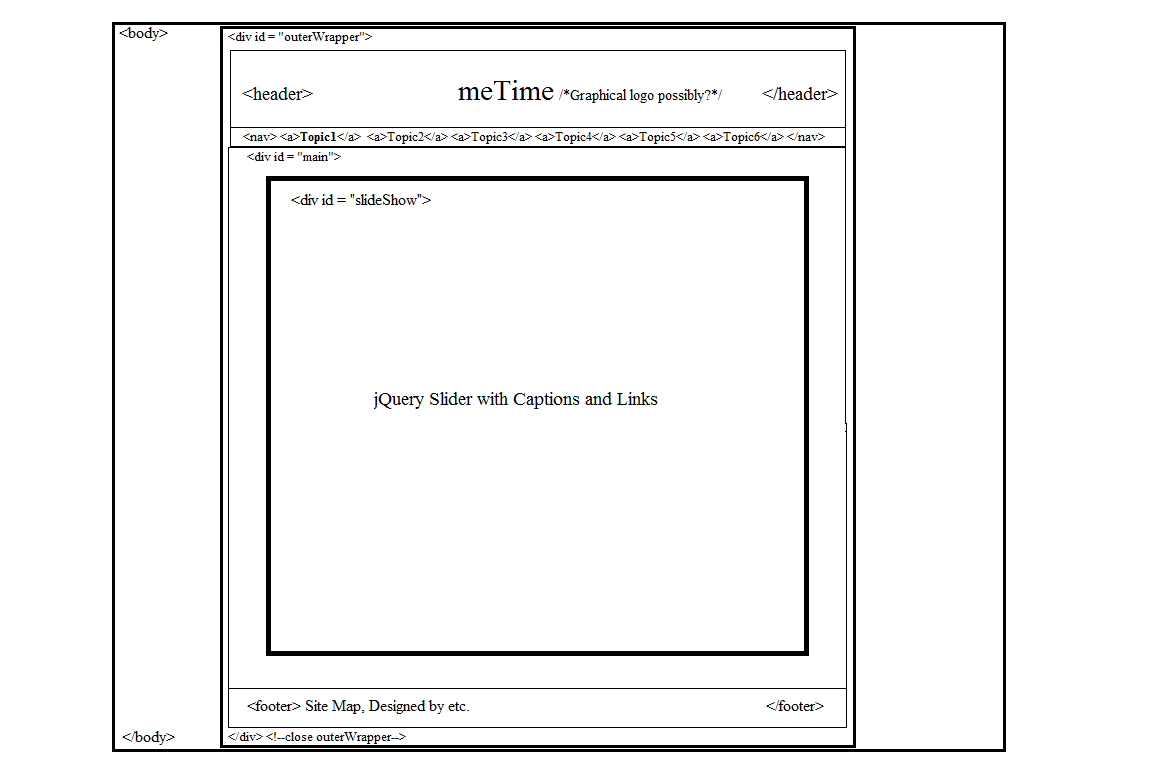 <body>
<div id = "outerWrapper">
<header> meTime /*Graphical logo possibly?*/ </header>
<nav> <a>Topic1</a> <a>Topic2</a> <a>Topic3</a> <a>Topic4</a> <a>Topic5</a> <a>Topic6</a> </nav>
<div id = "main">
<div id = "slideShow">
jQuery Slider with Captions and Links
<footer> Site Map, Designed by etc. </footer>
</body>
</div> <!--close outerWrapper-->